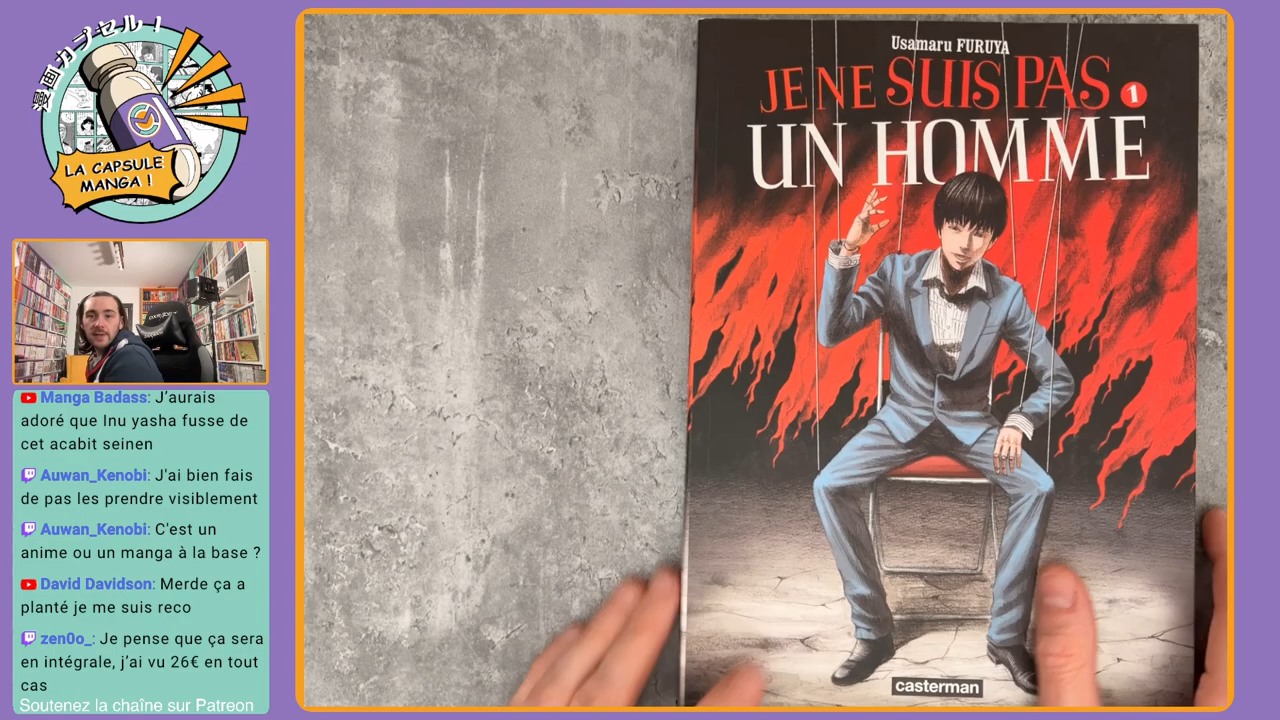 漫画カプセル!
LA CAPSULE
MANGA !
Usamaru FURUYA
JE NE SUIS PAS 1
UN HOMME
casterman
Manga Badass: J'aurais
adoré que Inu yasha fusse de
cet acabit seinen
Auwan_Kenobi: J'ai bien fais
de pas les prendre visiblement
Auwan_Kenobi: C'est un
anime ou un manga à la base ?
David Davidson: Merde ça a
planté je me suis reco
zen0o_: Je pense que ça sera
en intégrale, j'ai vu 26€ en tout
cas
Soutenez la chaîne sur Patreon